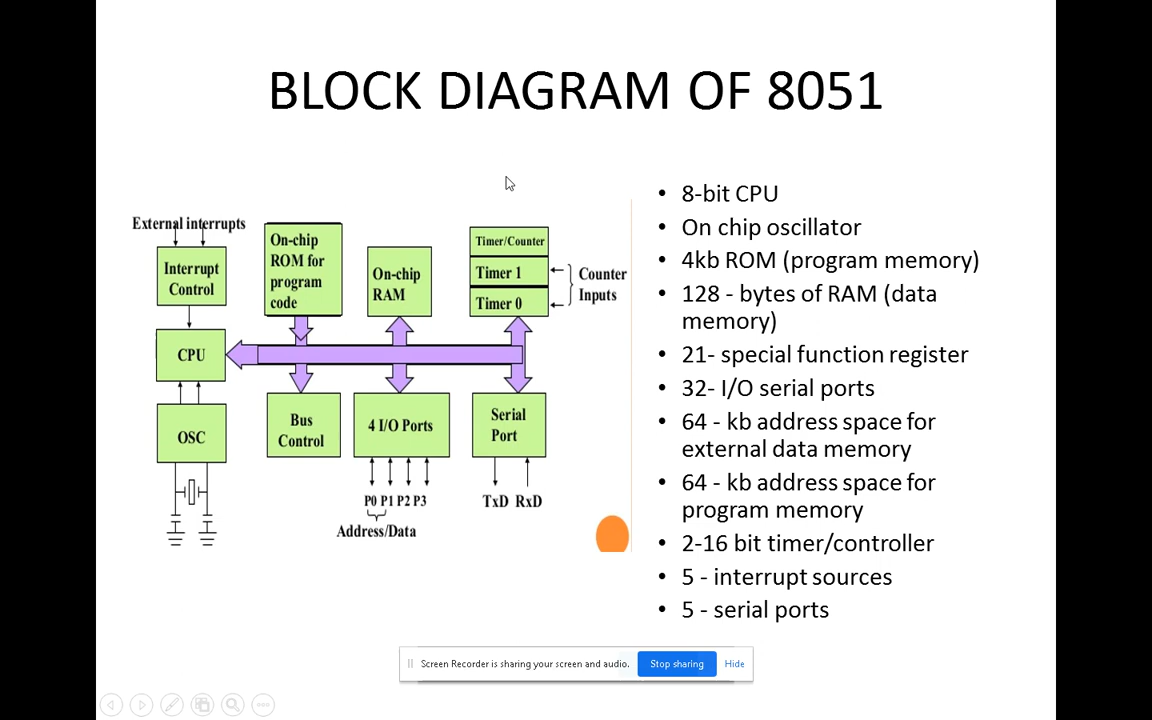 BLOCK DIAGRAM OF 8051
External interrupts
Interrupt
Control
CPU
OSC
On-chip
ROM for
program
code
On-chip
RAM
Timer/Counter
Timer 1
Timer 0
Counter
Inputs
Bus
Control
4 I/O Ports
Serial
Port
P0 P1 P2 P3
Address/Data
TxD RxD
• 8-bit CPU
• On chip oscillator
• 4kb ROM (program memory)
• 128 - bytes of RAM (data
memory)
• 21- special function register
• 32- I/O serial ports
• 64 - kb address space for
external data memory
• 64 - kb address space for
program memory
• 2-16 bit timer/controller
• 5 - interrupt sources
• 5 - serial ports
Screen Recorder is sharing your screen and audio. Stop sharing Hide